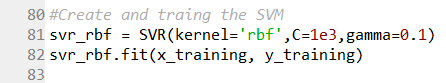 80 #Create and traing the SVM
81 svr_rbf = SVR(kernel='rbf',C=1e3,gamma=0.1)
82 svr_rbf.fit(x_training, y_training)
83